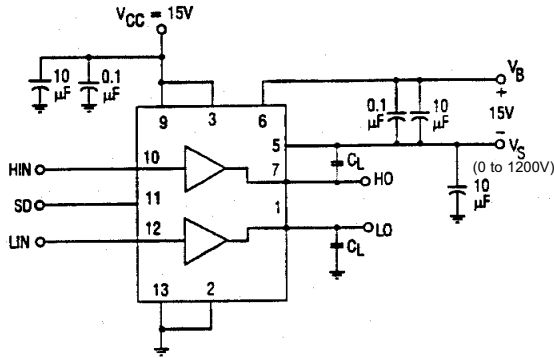 VCC = 15V
10 µF
0.1 µF
9
3
6
VB
+
0.1 µF
10 µF
15V
5
−
VS
(0 to 1200V)
CL
HIN
10
7
HO
10 µF
SD
11
1
LIN
12
LO
CL
13
2